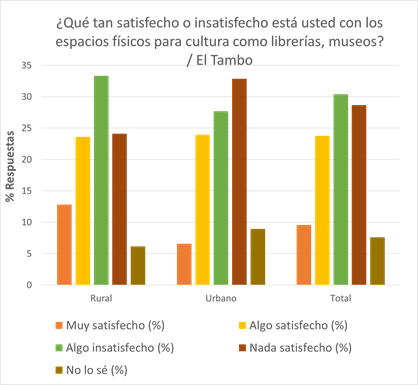 ¿Qué tan satisfecho o insatisfecho está usted con los
espacios físicos para cultura como librerías, museos?
/ El Tambo
% Respuestas
35
30
25
20
15
10
5
0
Rural
Urbano
Total
Muy satisfecho (%)
Algo satisfecho (%)
Algo insatisfecho (%)
Nada satisfecho (%)
No lo sé (%)